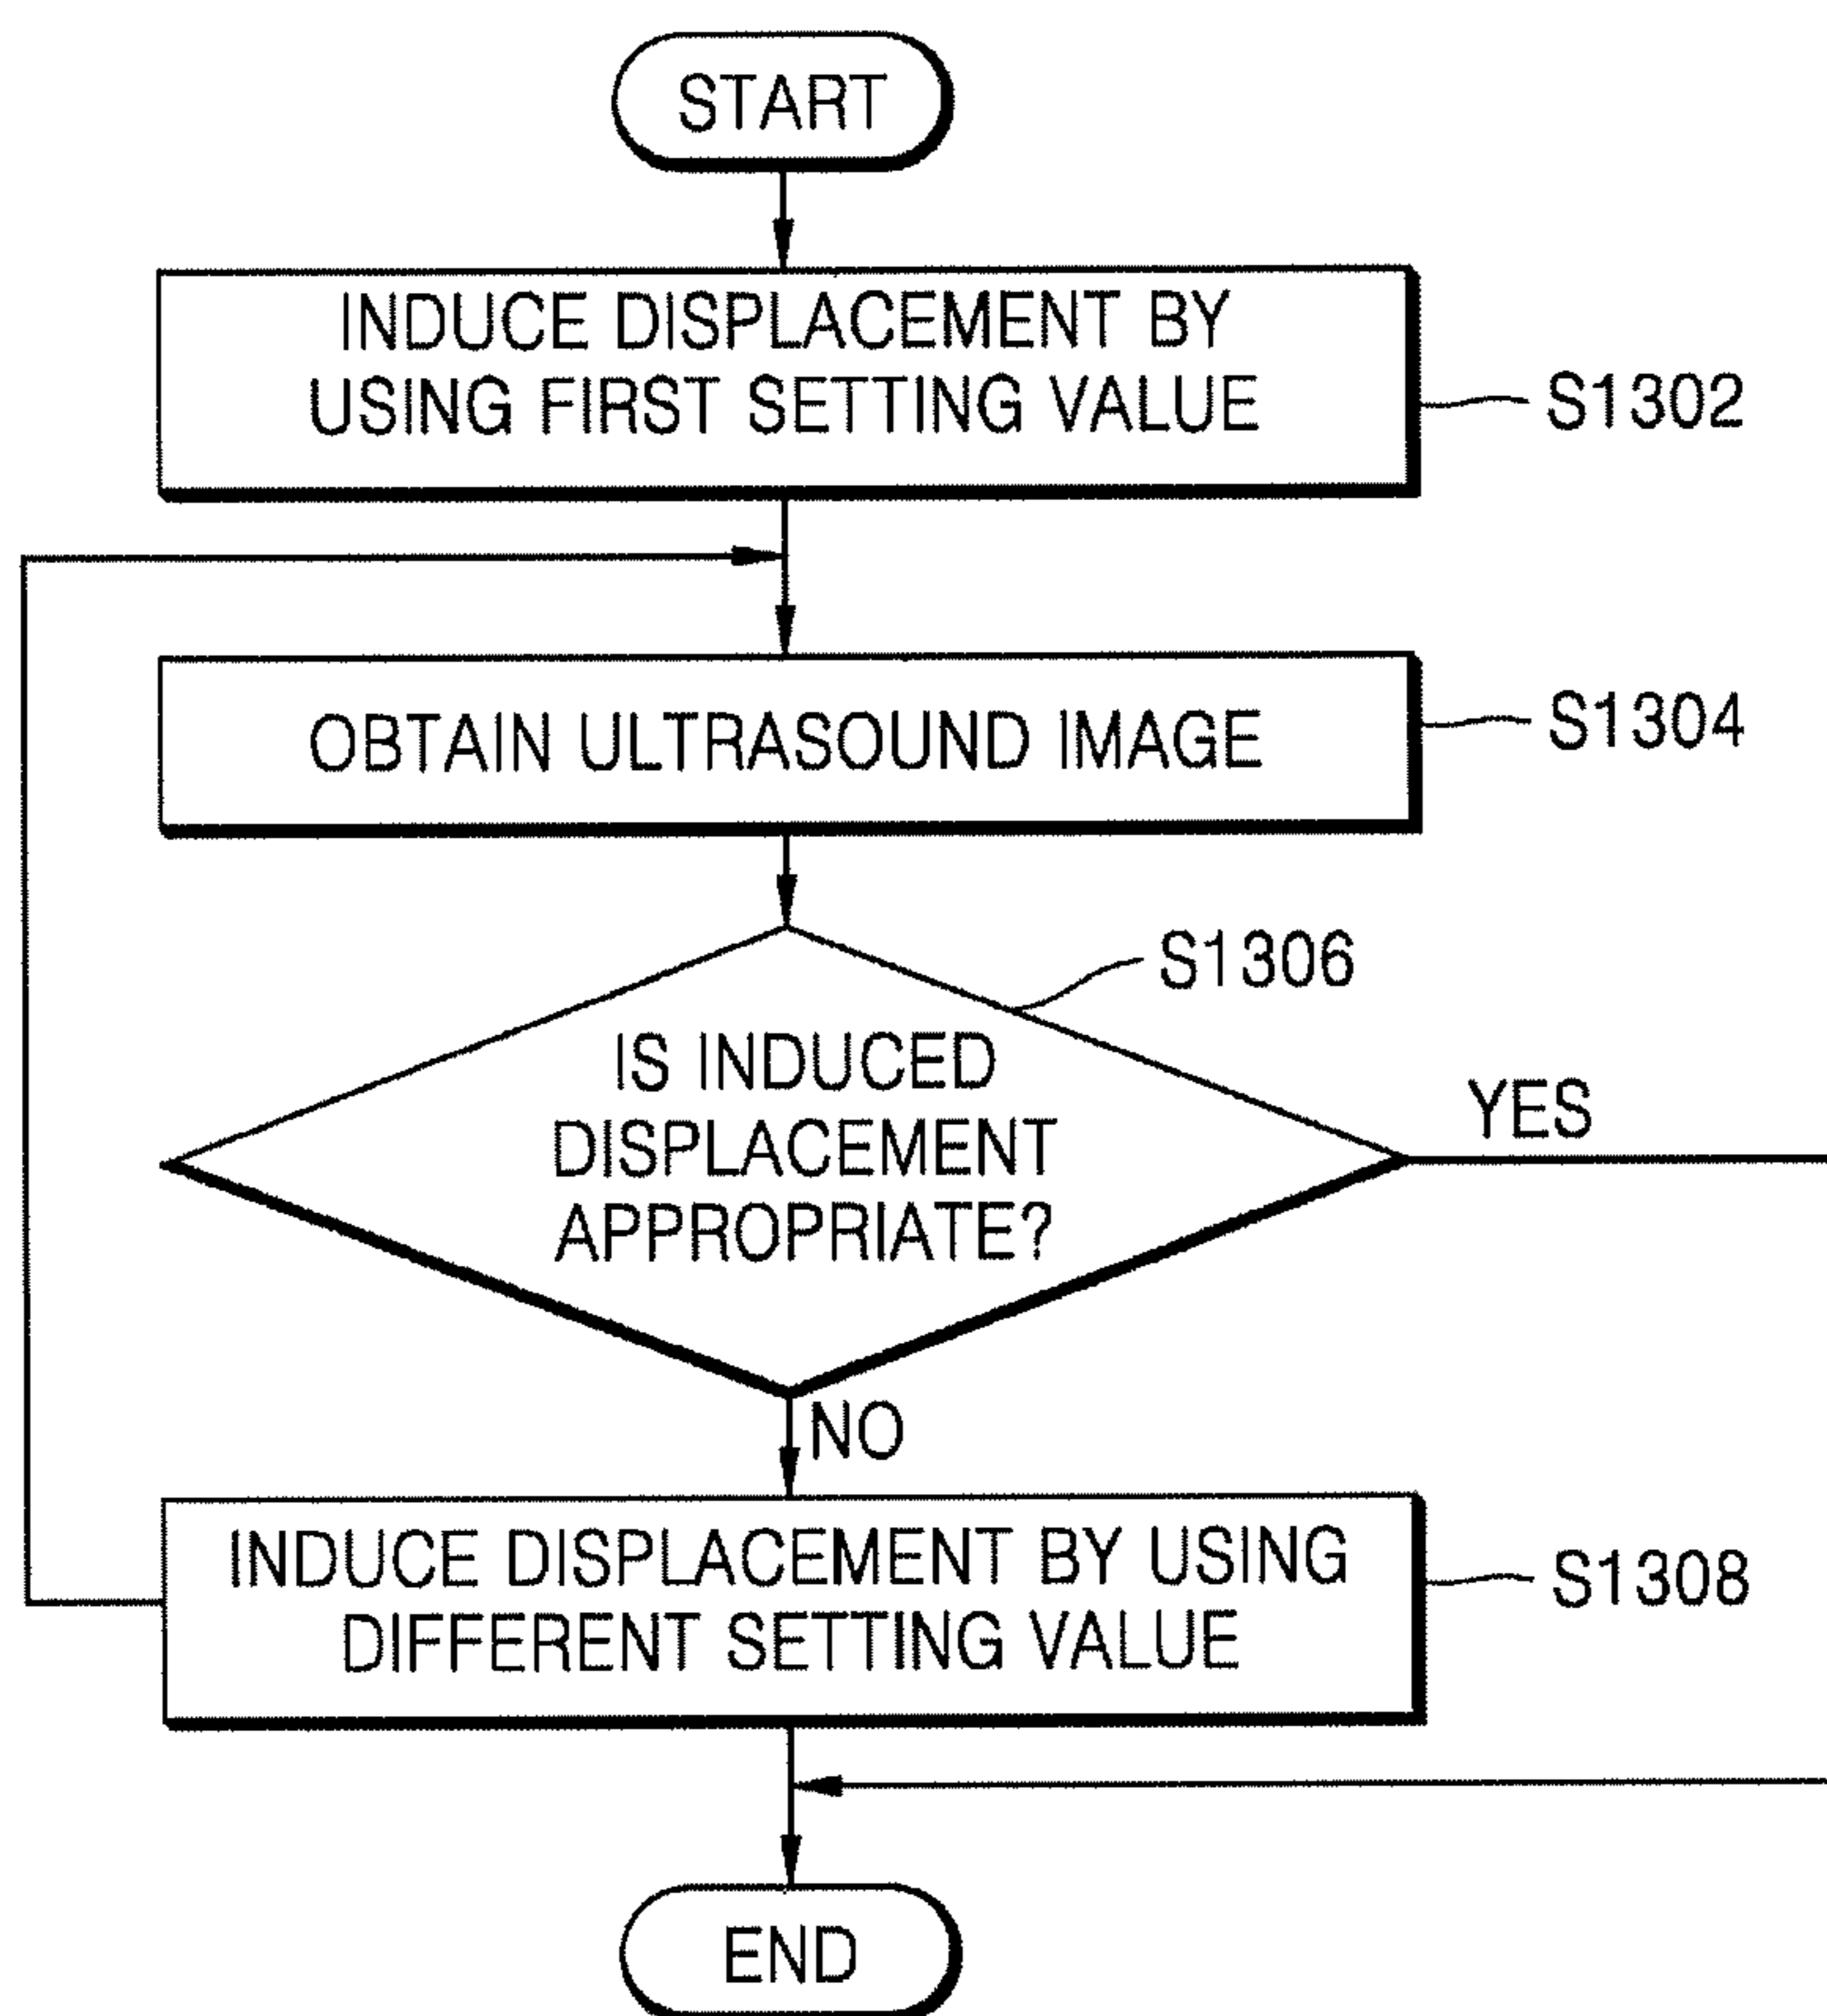 START
INDUCE DISPLACEMENT BY
USING FIRST SETTING VALUE
S1302
OBTAIN ULTRASOUND IMAGE
S1304
S1306
IS INDUCED
DISPLACEMENT
APPROPRIATE?
YES
NO
INDUCE DISPLACEMENT BY USING
DIFFERENT SETTING VALUE
S1308
END